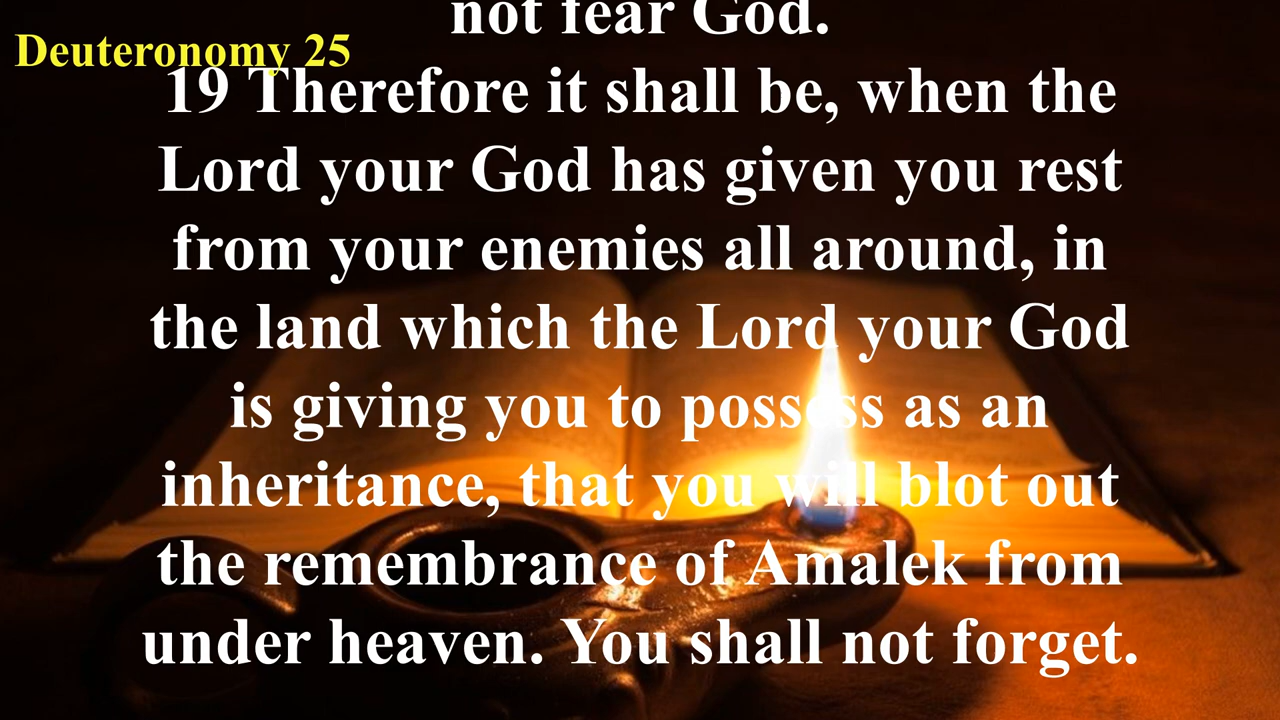 not fear God.
Deuteronomy 25
19 Therefore it shall be, when the
Lord your God has given you rest
from your enemies all around, in
the land which the Lord your God
is giving you to possess as an
inheritance, that you will blot out
the remembrance of Amalek from
under heaven. You shall not forget.